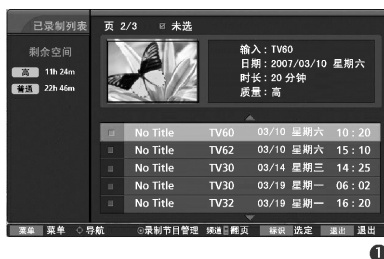 已录制列表 页 2/3 未选
剩余空间
高 11h 24m
普通 22h 46m
输入：TV60
日期：2007/03/10 星期六
时长：20 分钟
质量：高
No Title TV60 03/10 星期六 10：20
No Title TV62 03/10 星期六 15：10
No Title TV30 03/14 星期三 14：25
No Title TV30 03/19 星期一 06：02
No Title TV32 03/19 星期一 16：20
菜单 菜单 导航 录制节目管理 频道 翻页 标识 选定 退出 退出
1